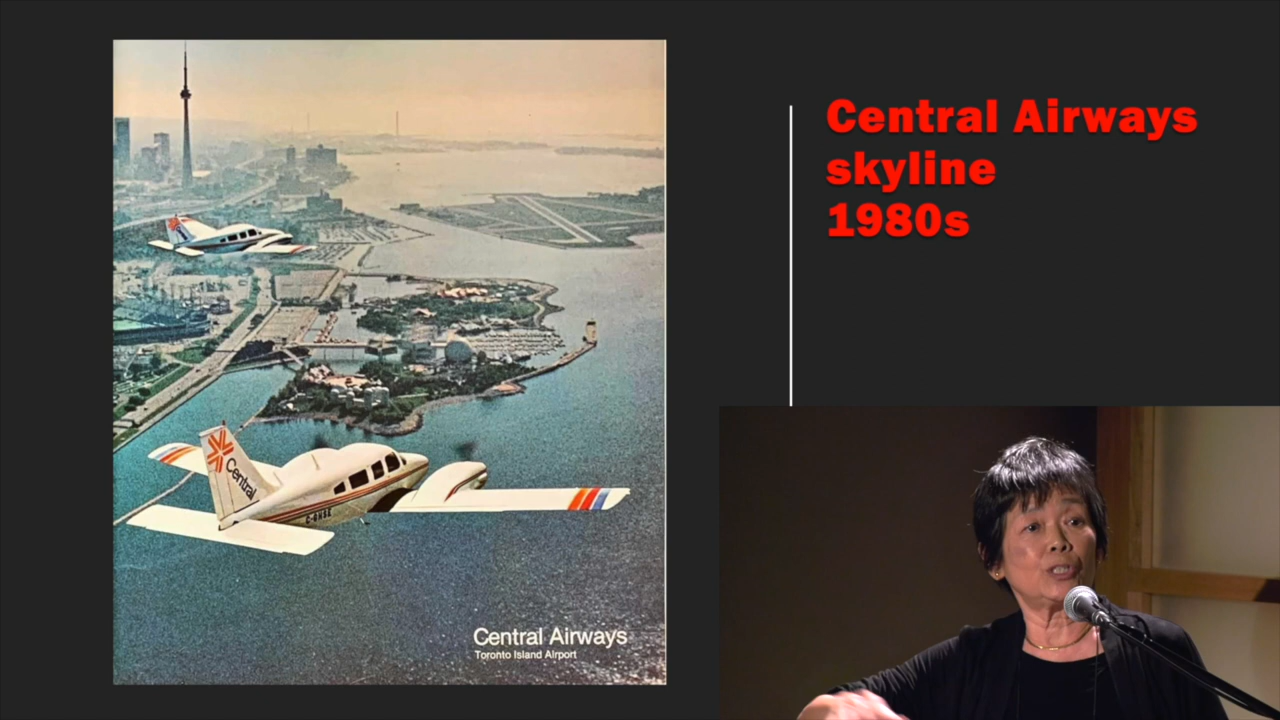 Central Airways
skyline
1980s
Central
Central Airways
Toronto Island Airport